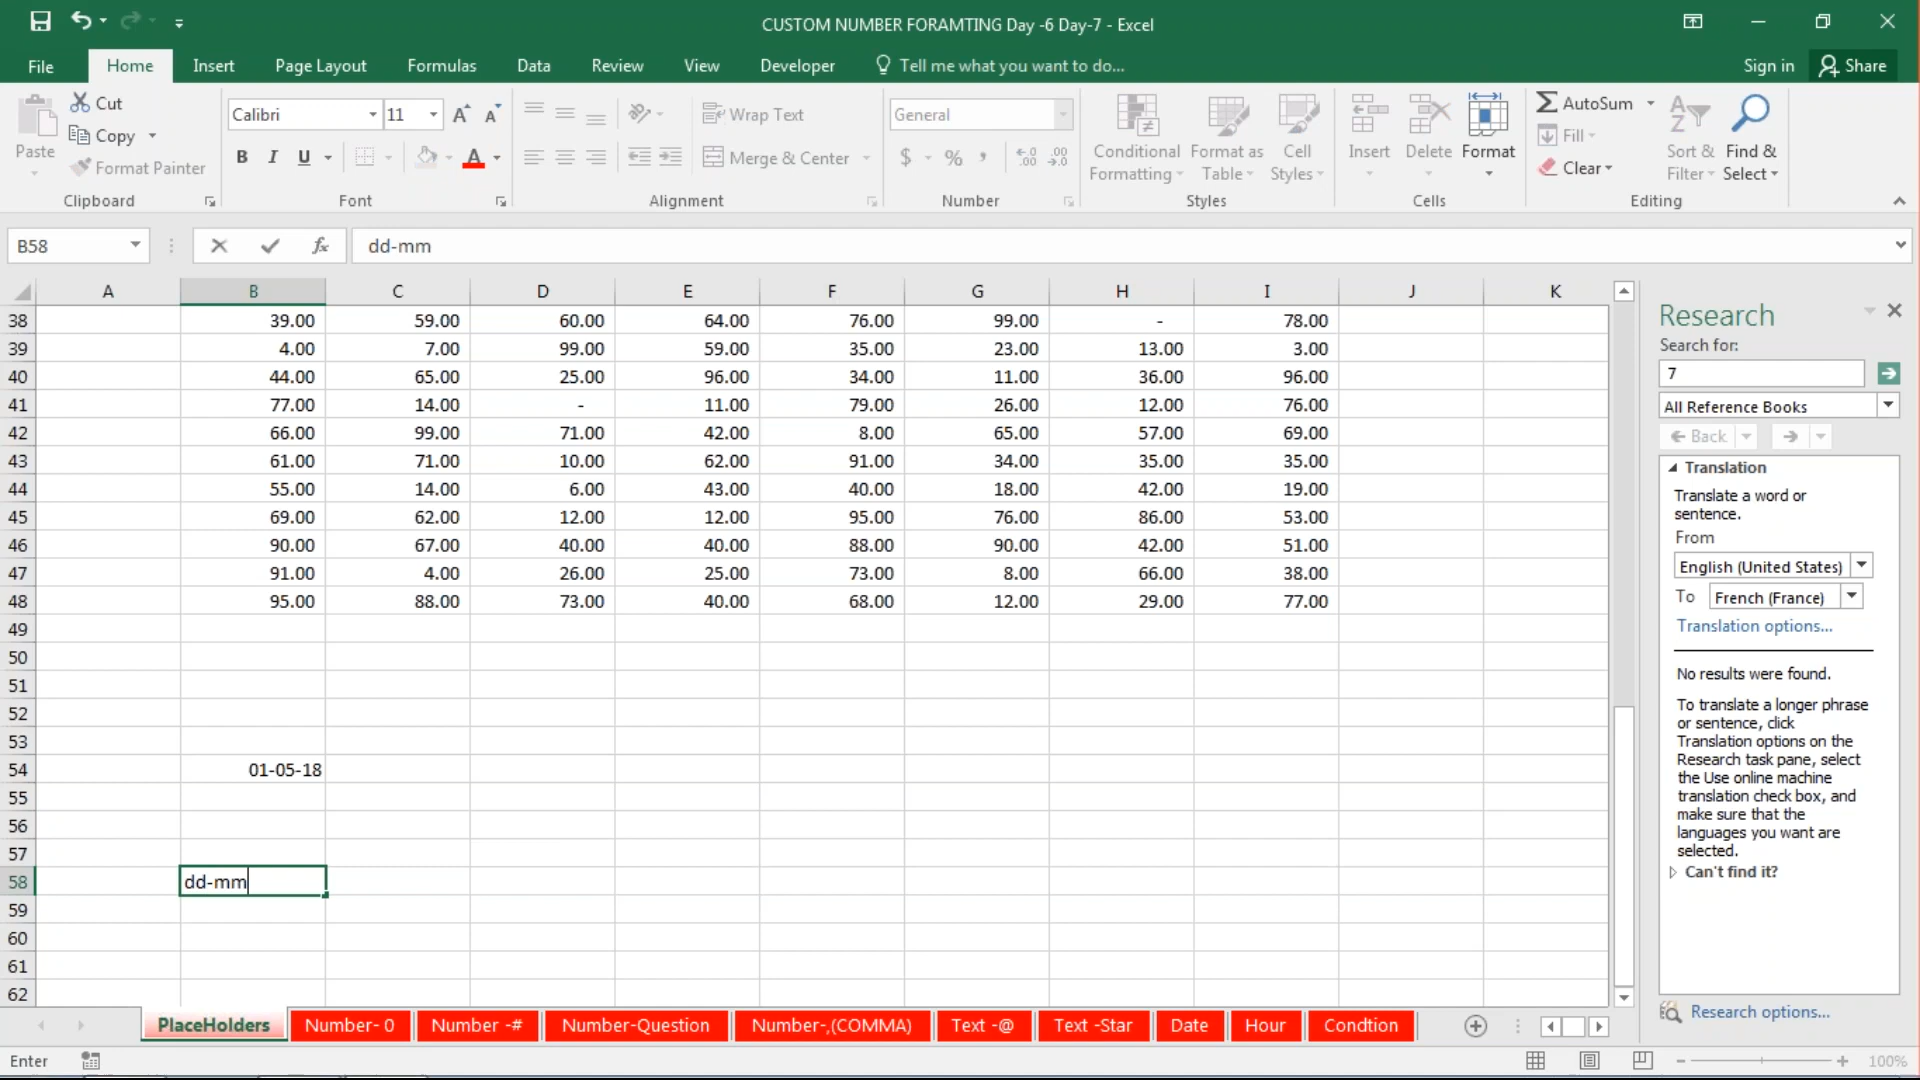 CUSTOM NUMBER FORAMTING Day -6 Day-7 - Excel
File Home Insert Page Layout Formulas Data Review View Developer Tell me what you want to do... Sign in Share
Paste Cut Calibri 11 Wrap Text General Conditional Formatting Format as Table Cell Styles Insert Delete Format AutoSum Sort & Filter Find & Select
Copy Fill
Format Painter B I U A Merge & Center $ % , Clear
Clipboard Font Alignment Number Styles Cells Editing
B58 fx dd-mm
A B C D E F G H I J K
38 39.00 59.00 60.00 64.00 76.00 99.00 - 78.00
39 4.00 7.00 99.00 59.00 35.00 23.00 13.00 3.00
40 44.00 65.00 25.00 96.00 34.00 11.00 36.00 96.00
41 77.00 14.00 - 11.00 79.00 26.00 12.00 76.00
42 66.00 99.00 71.00 42.00 8.00 65.00 57.00 69.00
43 61.00 71.00 10.00 62.00 91.00 34.00 35.00 35.00
44 55.00 14.00 6.00 43.00 40.00 18.00 42.00 19.00
45 69.00 62.00 12.00 12.00 95.00 76.00 86.00 53.00
46 90.00 67.00 40.00 40.00 88.00 90.00 42.00 51.00
47 91.00 4.00 26.00 25.00 73.00 8.00 66.00 38.00
48 95.00 88.00 73.00 40.00 68.00 12.00 29.00 77.00
49
50
51
52
53
54 01-05-18
55
56
57
58 dd-mm
59
60
61
62
Research
Search for:
7
All Reference Books
Back
Translation
Translate a word or
sentence.
From
English (United States)
To French (France)
Translation options...
No results were found.
To translate a longer phrase
or sentence, click
Translation options on the
Research task pane, select
the Use online machine
translation check box, and
make sure that the
languages you want are
selected.
Can't find it?
Research options...
PlaceHolders Number- 0 Number -# Number-Question Number-,(COMMA) Text -@ Text -Star Date Hour Condtion
Enter 100%